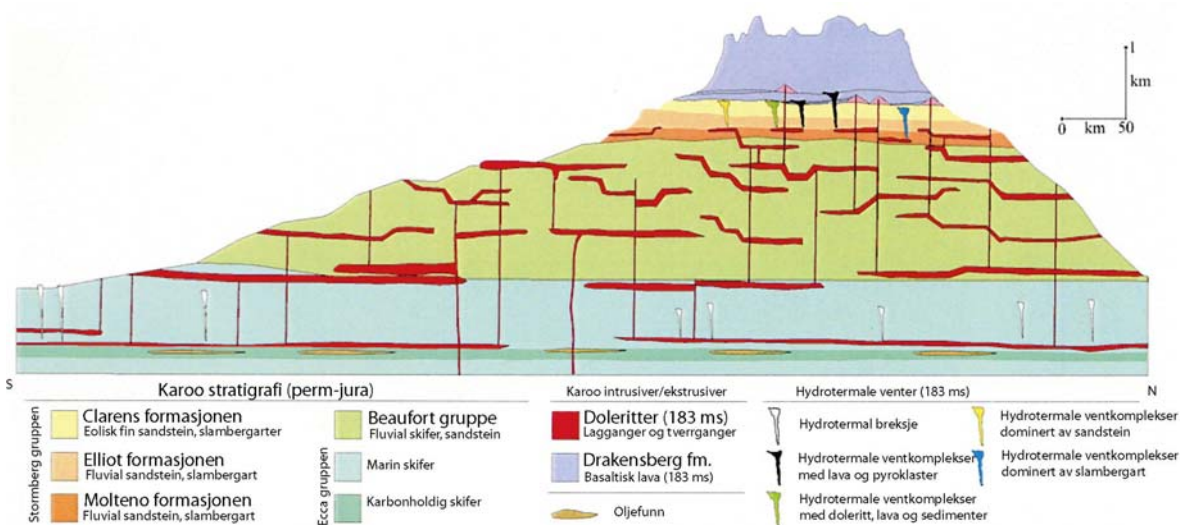 1
km
0 km 50
S
N
Karoo stratigrafi (perm-jura)
Stormberg gruppen
Clarens formasjonen
Eolisk fin sandstein, slambergarter
Elliot formasjonen
Fluvial sandstein, slambergart
Molteno formasjonen
Fluvial sandstein, slambergart
Beaufort gruppe
Fluvial skifer, sandstein
Ecca gruppen
Marin skifer
Karbonholdig skifer
Karoo intrusiver/ekstrusiver
Doleritter (183 ms)
Lagganger og tverrganger
Drakensberg fm.
Basaltisk lava (183 ms)
Oljefunn
Hydrotermale venter (183 ms)
Hydrotermal breksje
Hydrotermale ventkomplekser
med lava og pyroklaster
Hydrotermale ventkomplekser
med doleritt, lava og sedimenter
Hydrotermale ventkomplekser
dominert av sandstein
Hydrotermale ventkomplekser
dominert av slambergart